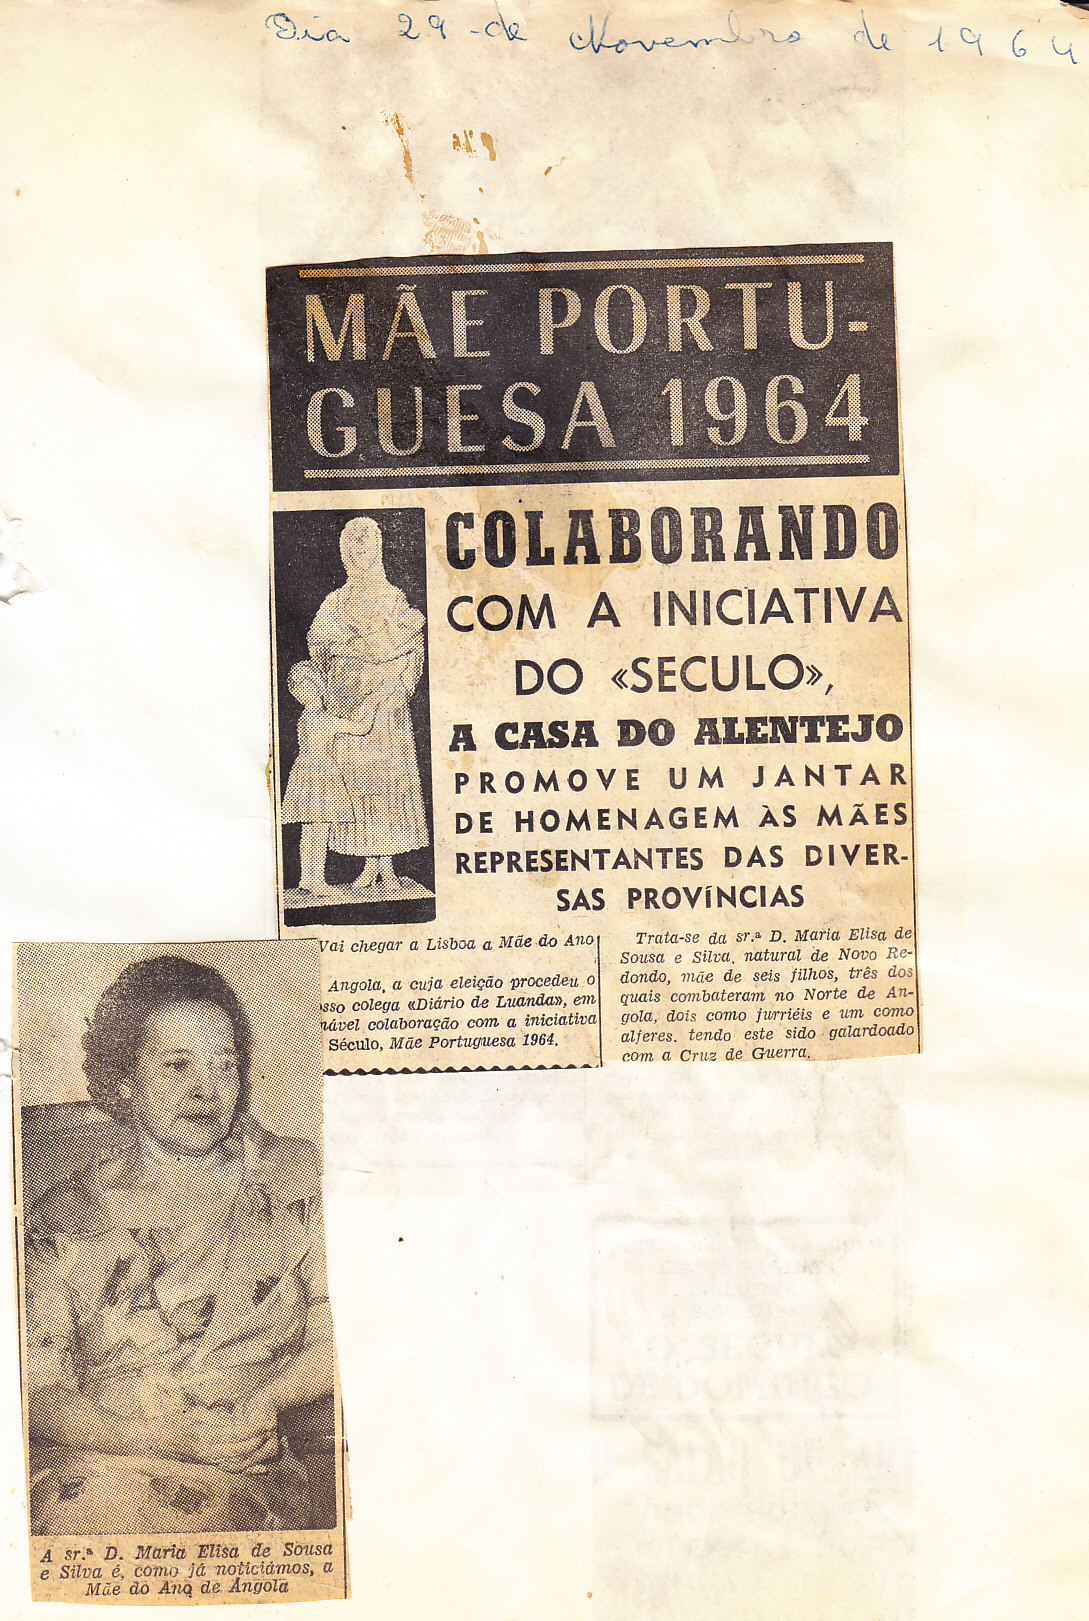 Dia 29 - de Novembro de 1964
MÃE PORTU-
GUESA 1964
COLABORANDO
COM A INICIATIVA
DO «SECULO»,
A CASA DO ALENTEJO
PROMOVE UM JANTAR
DE HOMENAGEM ÀS MÃES
REPRESENTANTES DAS DIVER-
SAS PROVÍNCIAS
Vai chegar a Lisboa a Mãe do Ano
Angola, a cuja eleição procedeu o
sso colega «Diário de Luanda», em
nável colaboração com a iniciativa
Século, Mãe Portuguesa 1964.
Trata-se da sr.ª D. Maria Elisa de
Sousa e Silva, natural de Novo Re-
dondo, mãe de seis filhos, três dos
quais combateram no Norte de An-
gola, dois como furriéis e um como
alferes. tendo este sido galardoado
com a Cruz de Guerra.
A sr.ª D. Maria Elisa de Sousa
e Silva é, como já noticiámos, a
Mãe do Ano de Angola